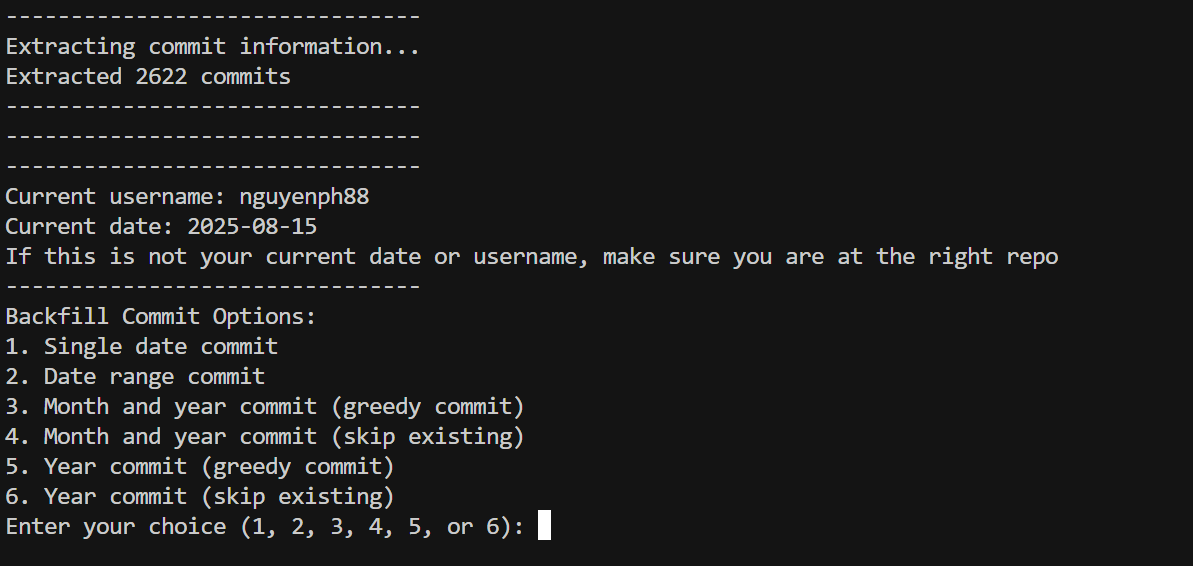 --------------------------------
Extracting commit information...
Extracted 2622 commits
--------------------------------
--------------------------------
--------------------------------
Current username: nguyenph88
Current date: 2025-08-15
If this is not your current date or username, make sure you are at the right repo
--------------------------------
Backfill Commit Options:
1. Single date commit
2. Date range commit
3. Month and year commit (greedy commit)
4. Month and year commit (skip existing)
5. Year commit (greedy commit)
6. Year commit (skip existing)
Enter your choice (1, 2, 3, 4, 5, or 6):